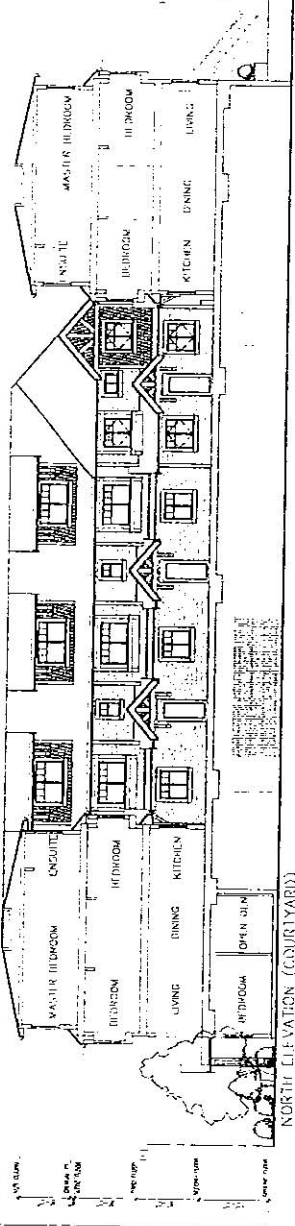 MASTER BEDROOM
ENSUITE
BEDROOM
BEDROOM
LIVING
DINING
KITCHEN
BEDROOM
OPEN DEN
ENSUITE
MASTER BEDROOM
BEDROOM
BEDROOM
KITCHEN
DINING
LIVING
NORTH ELEVATION (COURTYARD)